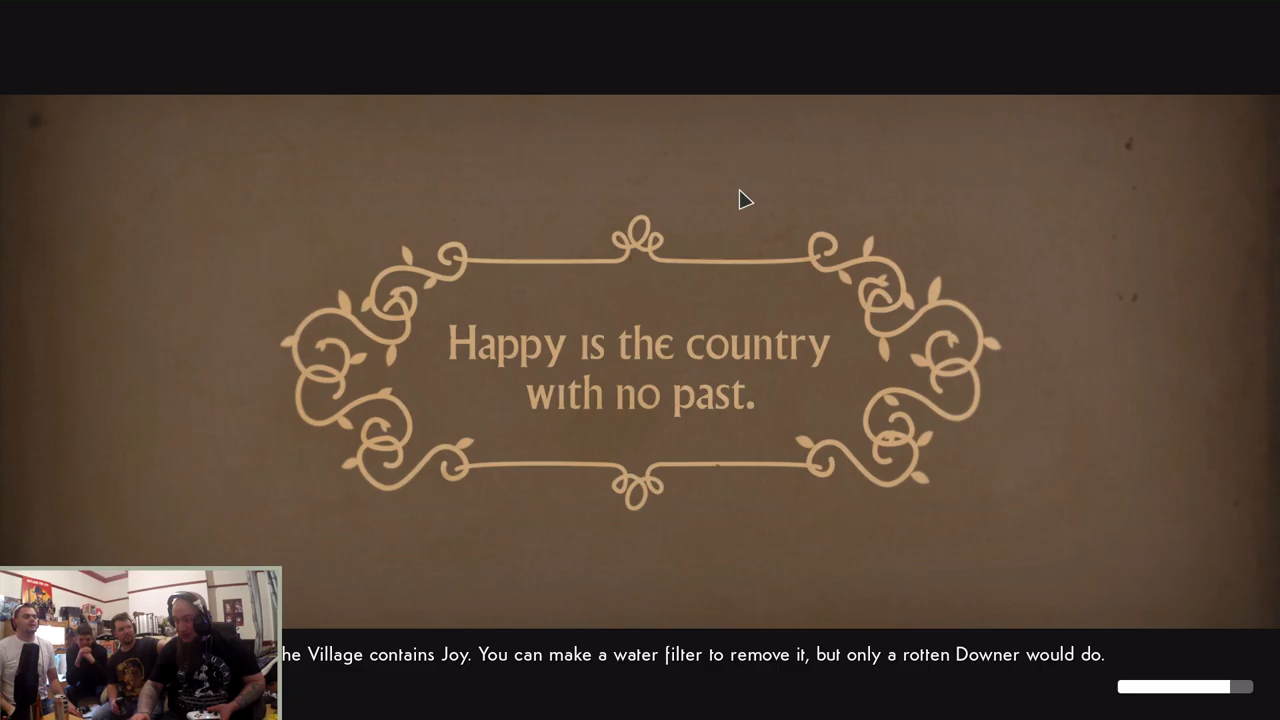 Happy is the country
with no past.
he Village contains Joy. You can make a water filter to remove it, but only a rotten Downer would do.